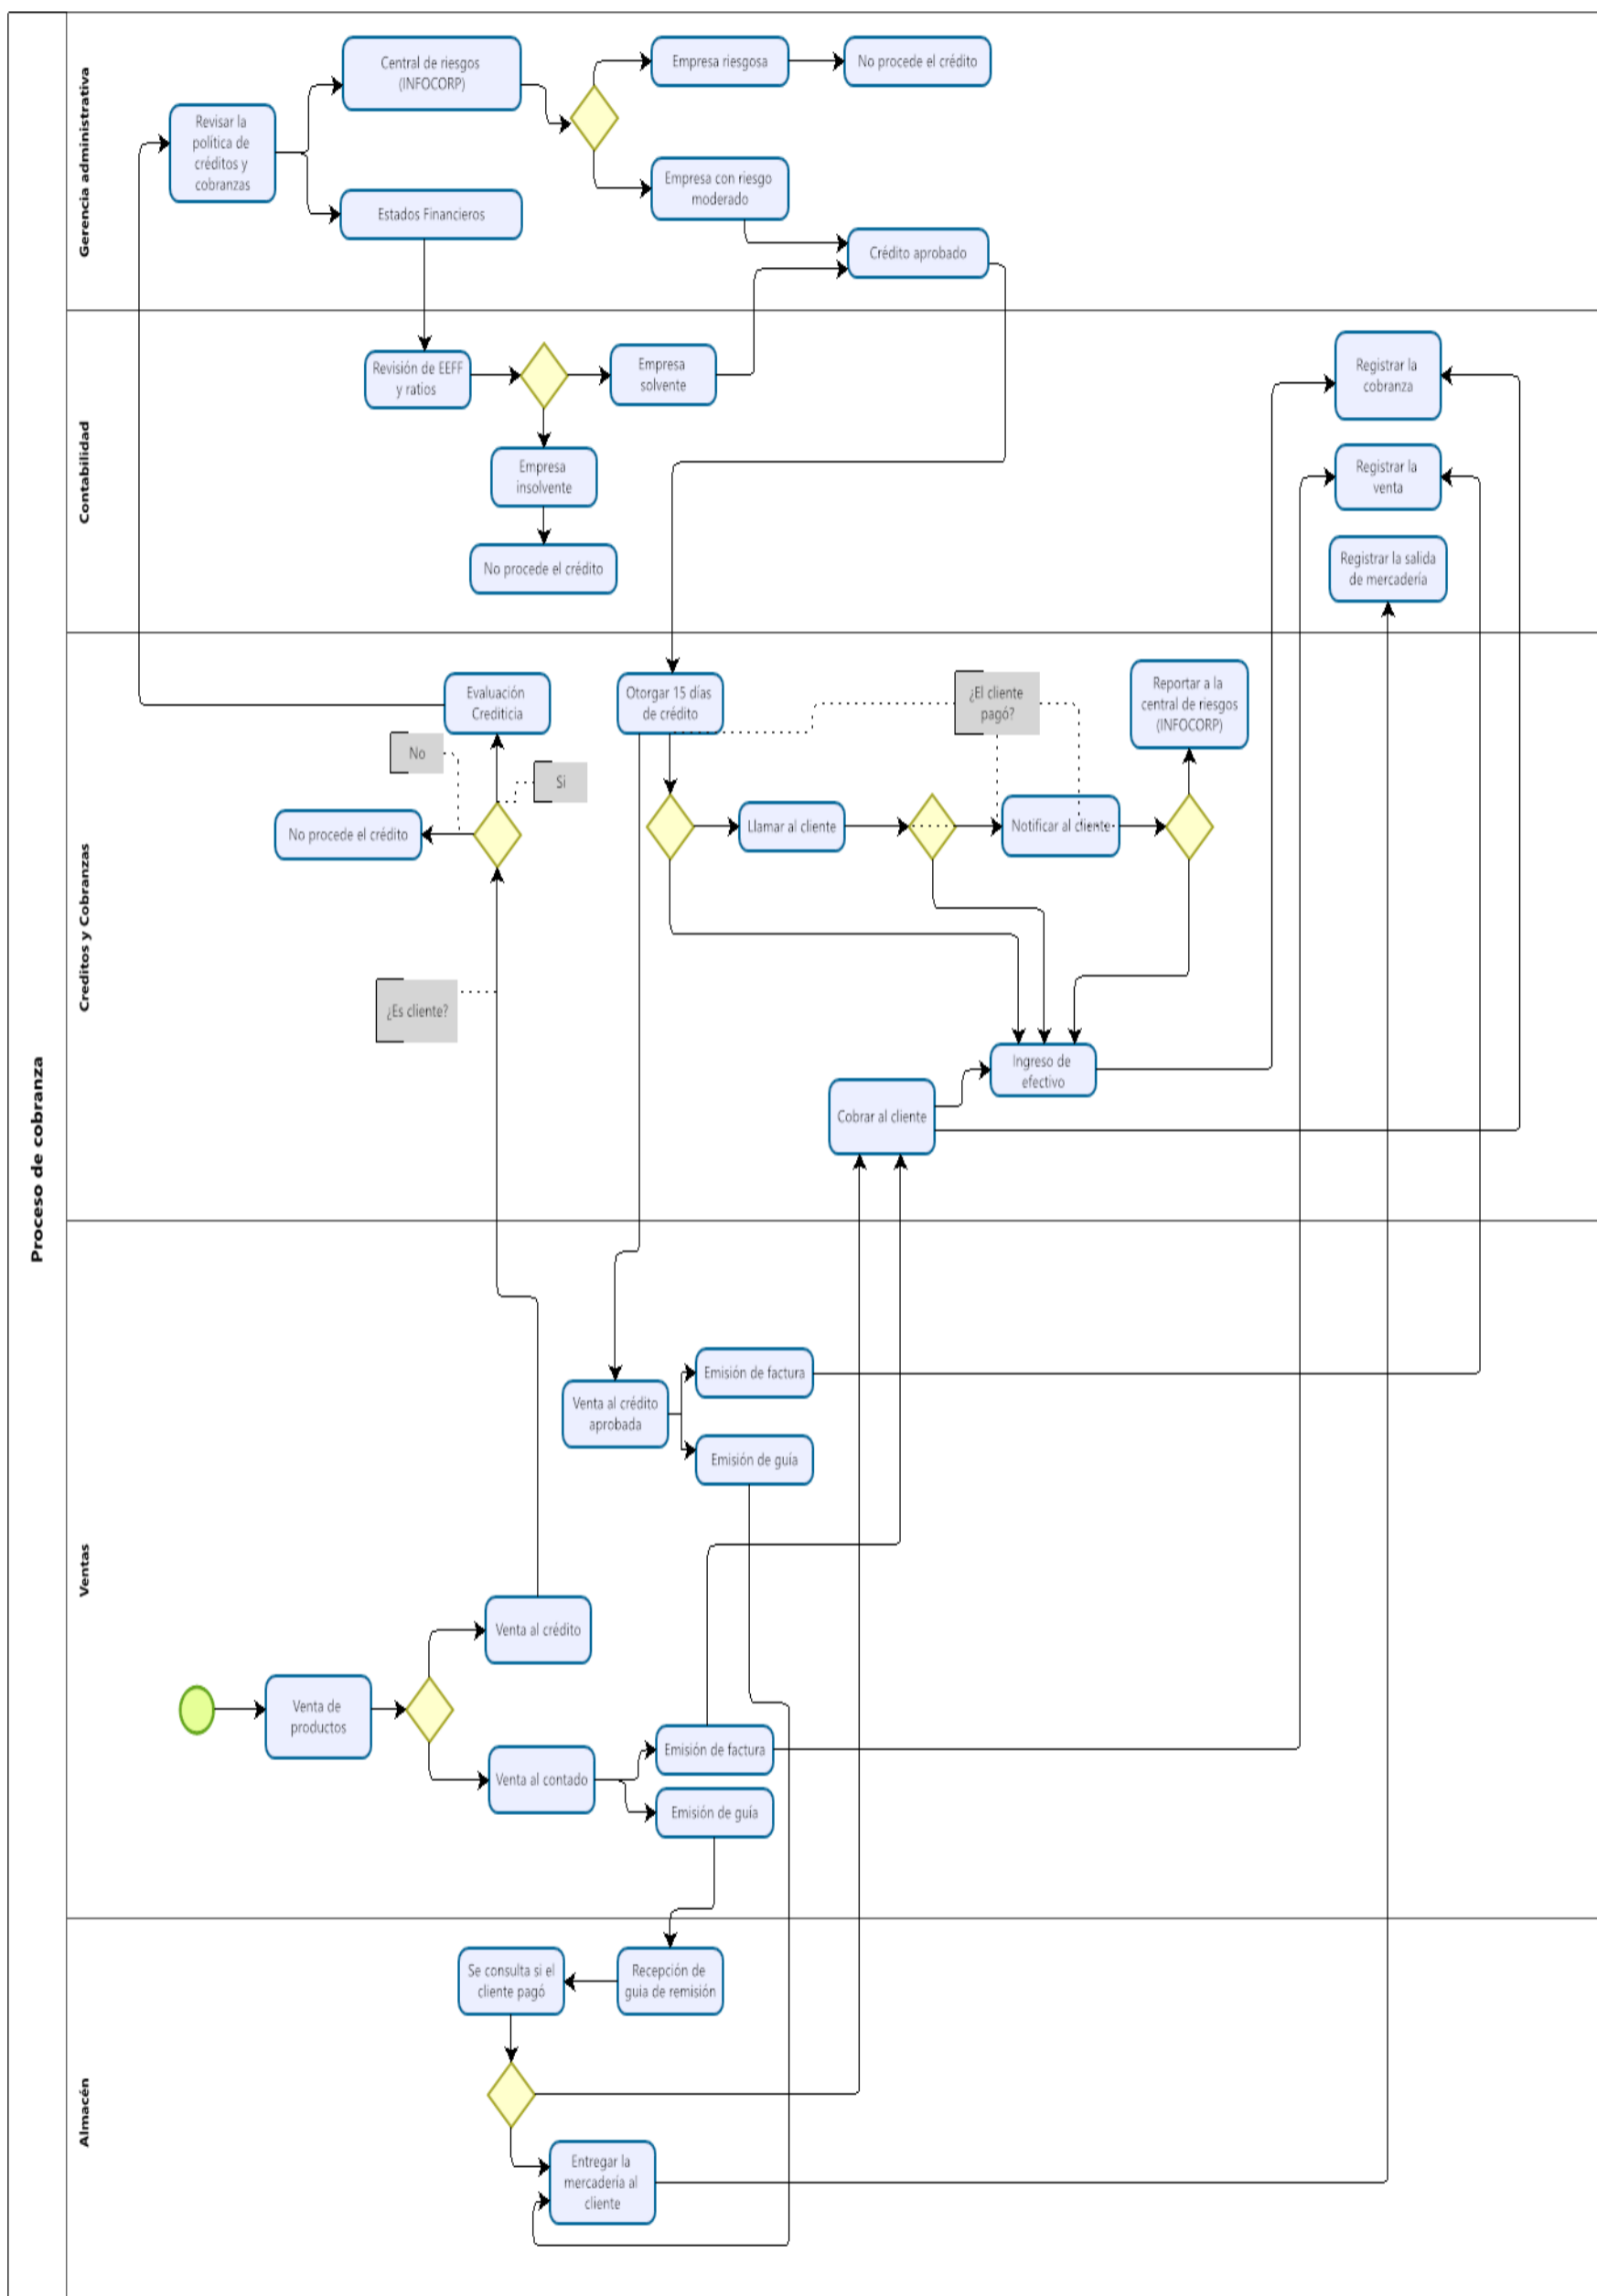 Proceso de cobranza
Gerencia administrativa
Central de riesgos
(INFOCORP)
Empresa riesgosa
No procede el crédito
Revisar la
política de
créditos y
cobranzas
Empresa con riesgo
moderado
Estados Financieros
Crédito aprobado
Contabilidad
Revisión de EEFF
y ratios
Empresa
solvente
Registrar la
cobranza
Empresa
insolvente
Registrar la
venta
No procede el crédito
Registrar la salida
de mercadería
Creditos y Cobranzas
Evaluación
Crediticia
Otorgar 15 días
de crédito
¿El cliente
pagó?
Reportar a la
central de riesgos
(INFOCORP)
No
Si
No procede el crédito
Llamar al cliente
Notificar al cliente
¿Es cliente?
Ingreso de
efectivo
Cobrar al cliente
Ventas
Emisión de factura
Venta al crédito
aprobada
Emisión de guía
Venta al crédito
Venta de
productos
Emisión de factura
Venta al contado
Emisión de guía
Almacén
Se consulta si el
cliente pagó
Recepción de
guia de remisión
Entregar la
mercadería al
cliente